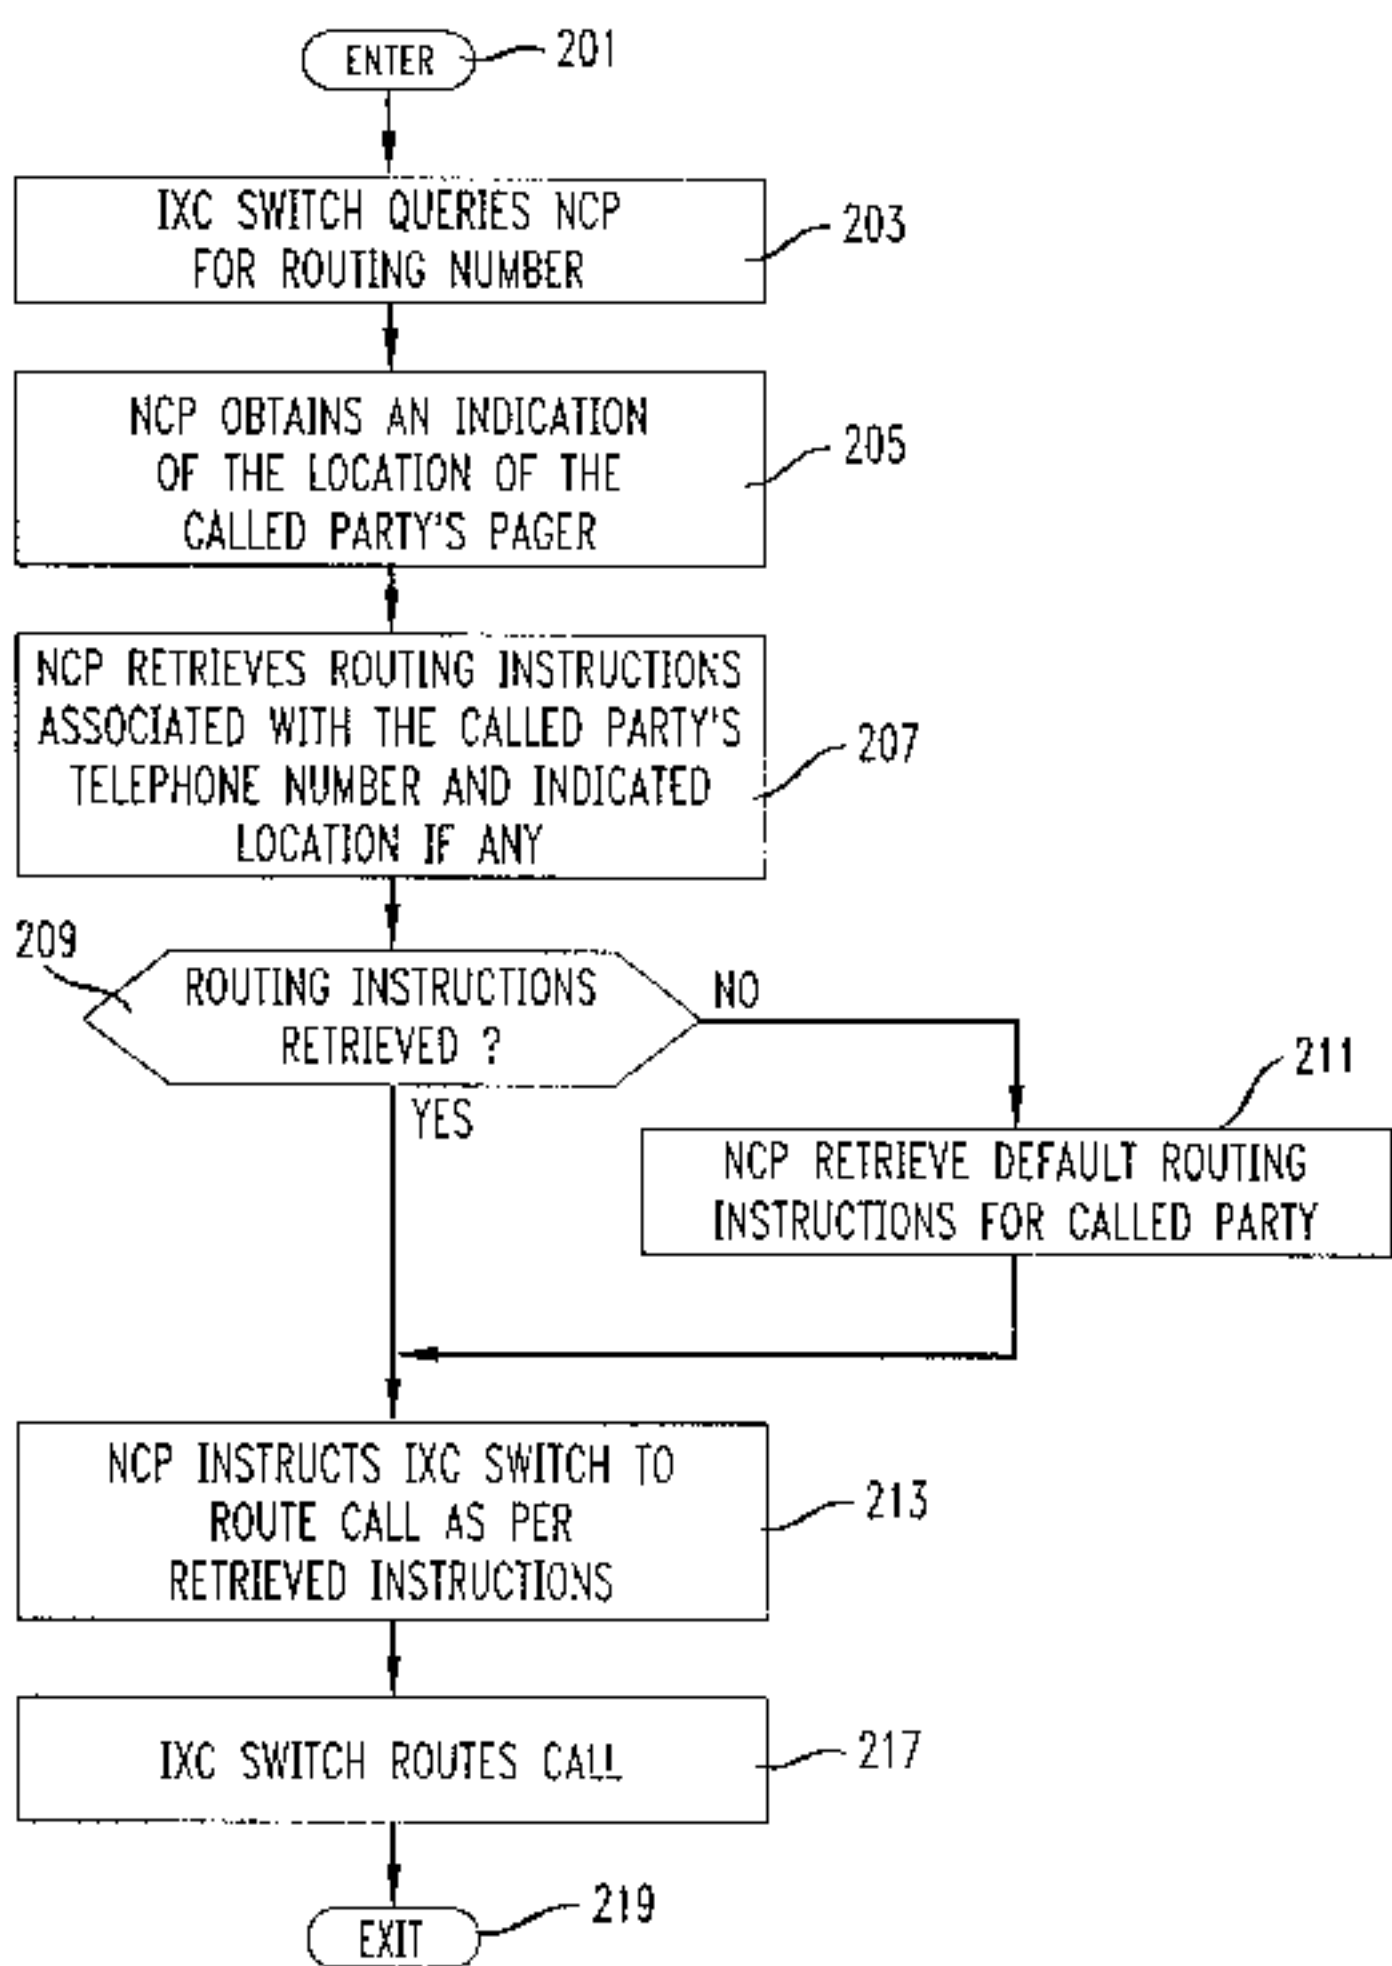 ENTER
201
IXC SWITCH QUERIES NCP
FOR ROUTING NUMBER
203
NCP OBTAINS AN INDICATION
OF THE LOCATION OF THE
CALLED PARTY'S PAGER
205
NCP RETRIEVES ROUTING INSTRUCTIONS
ASSOCIATED WITH THE CALLED PARTY'S
TELEPHONE NUMBER AND INDICATED
LOCATION IF ANY
207
209
ROUTING INSTRUCTIONS
RETRIEVED ?
NO
YES
211
NCP RETRIEVE DEFAULT ROUTING
INSTRUCTIONS FOR CALLED PARTY
NCP INSTRUCTS IXC SWITCH TO
ROUTE CALL AS PER
RETRIEVED INSTRUCTIONS
213
IXC SWITCH ROUTES CALL
217
EXIT
219